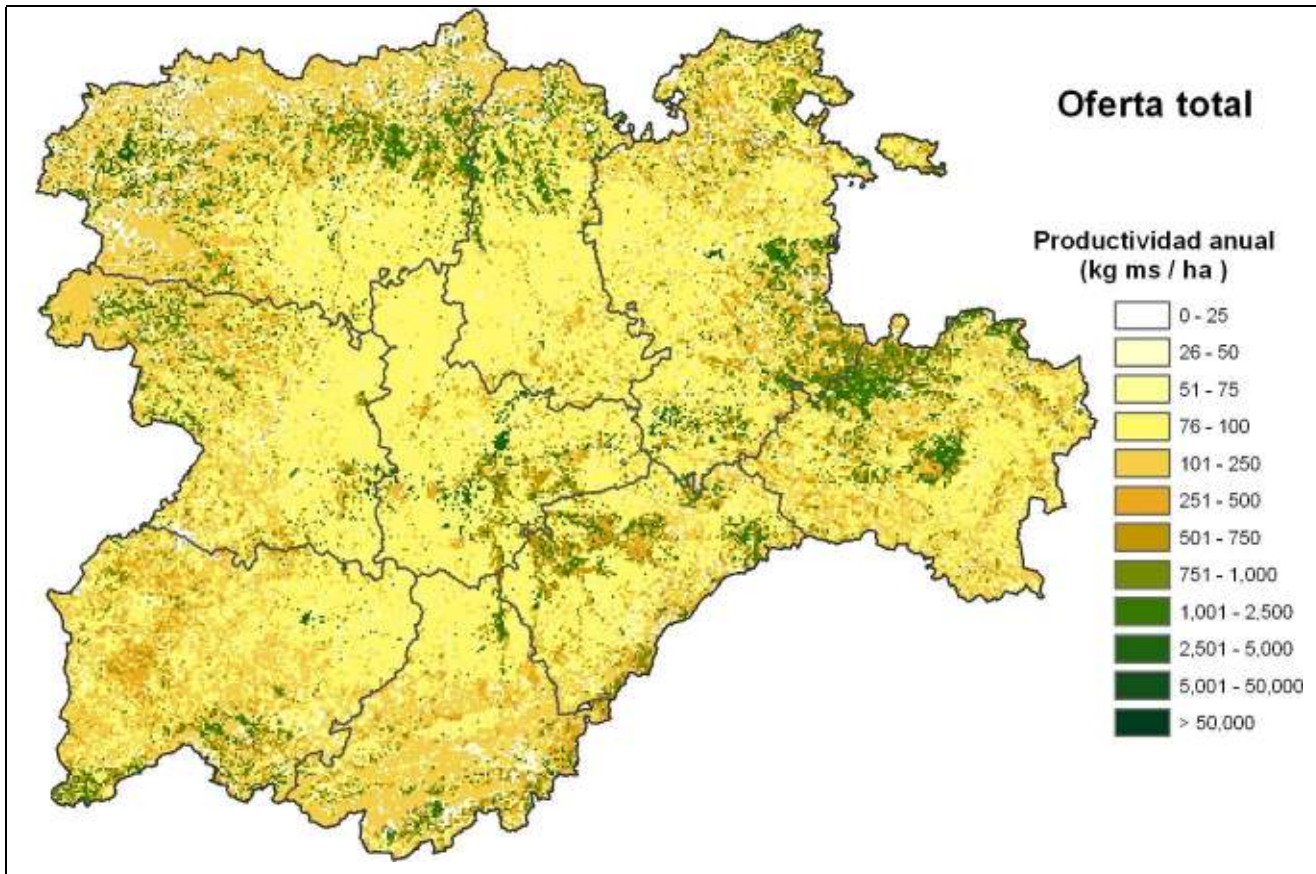 Oferta total
Productividad anual
(kg ms / ha )
0 - 25
26 - 50
51 - 75
76 - 100
101 - 250
251 - 500
501 - 750
751 - 1,000
1,001 - 2,500
2,501 - 5,000
5,001 - 50,000
> 50,000